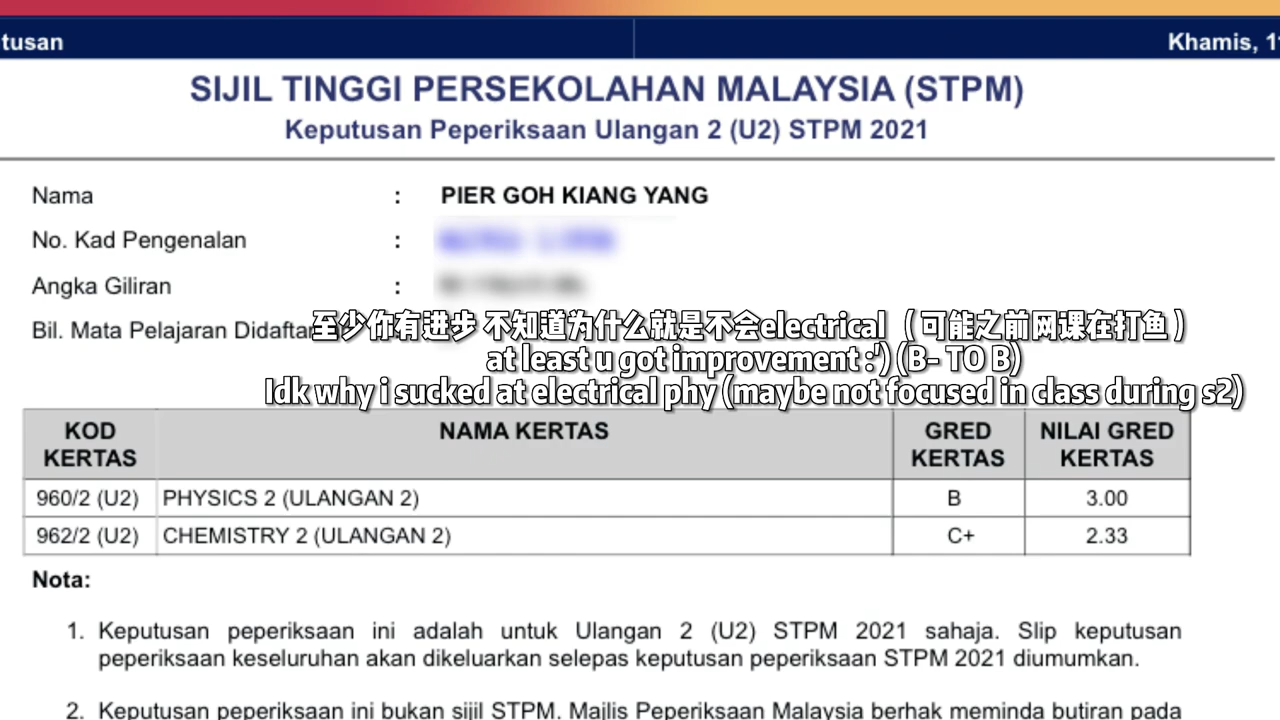 tusan
Khamis, 1
SIJIL TINGGI PERSEKOLAHAN MALAYSIA (STPM)
Keputusan Peperiksaan Ulangan 2 (U2) STPM 2021
Nama : PIER GOH KIANG YANG
No. Kad Pengenalan :
Angka Giliran :
Bil. Mata Pelajaran Didaftar
至少你有进步 不知道为什么就是不会electrical （可能之前网课在打鱼）
at least u got improvement :') (B- TO B)
Idk why i sucked at electrical phy (maybe not focused in class during s2)
KOD KERTAS NAMA KERTAS GRED KERTAS NILAI GRED KERTAS
960/2 (U2) PHYSICS 2 (ULANGAN 2) B 3.00
962/2 (U2) CHEMISTRY 2 (ULANGAN 2) C+ 2.33
Nota:
1. Keputusan peperiksaan ini adalah untuk Ulangan 2 (U2) STPM 2021 sahaja. Slip keputusan
peperiksaan keseluruhan akan dikeluarkan selepas keputusan peperiksaan STPM 2021 diumumkan.
2. Keputusan peperiksaan ini bukan sijil STPM. Majlis Peperiksaan Malaysia berhak meminda butiran pada